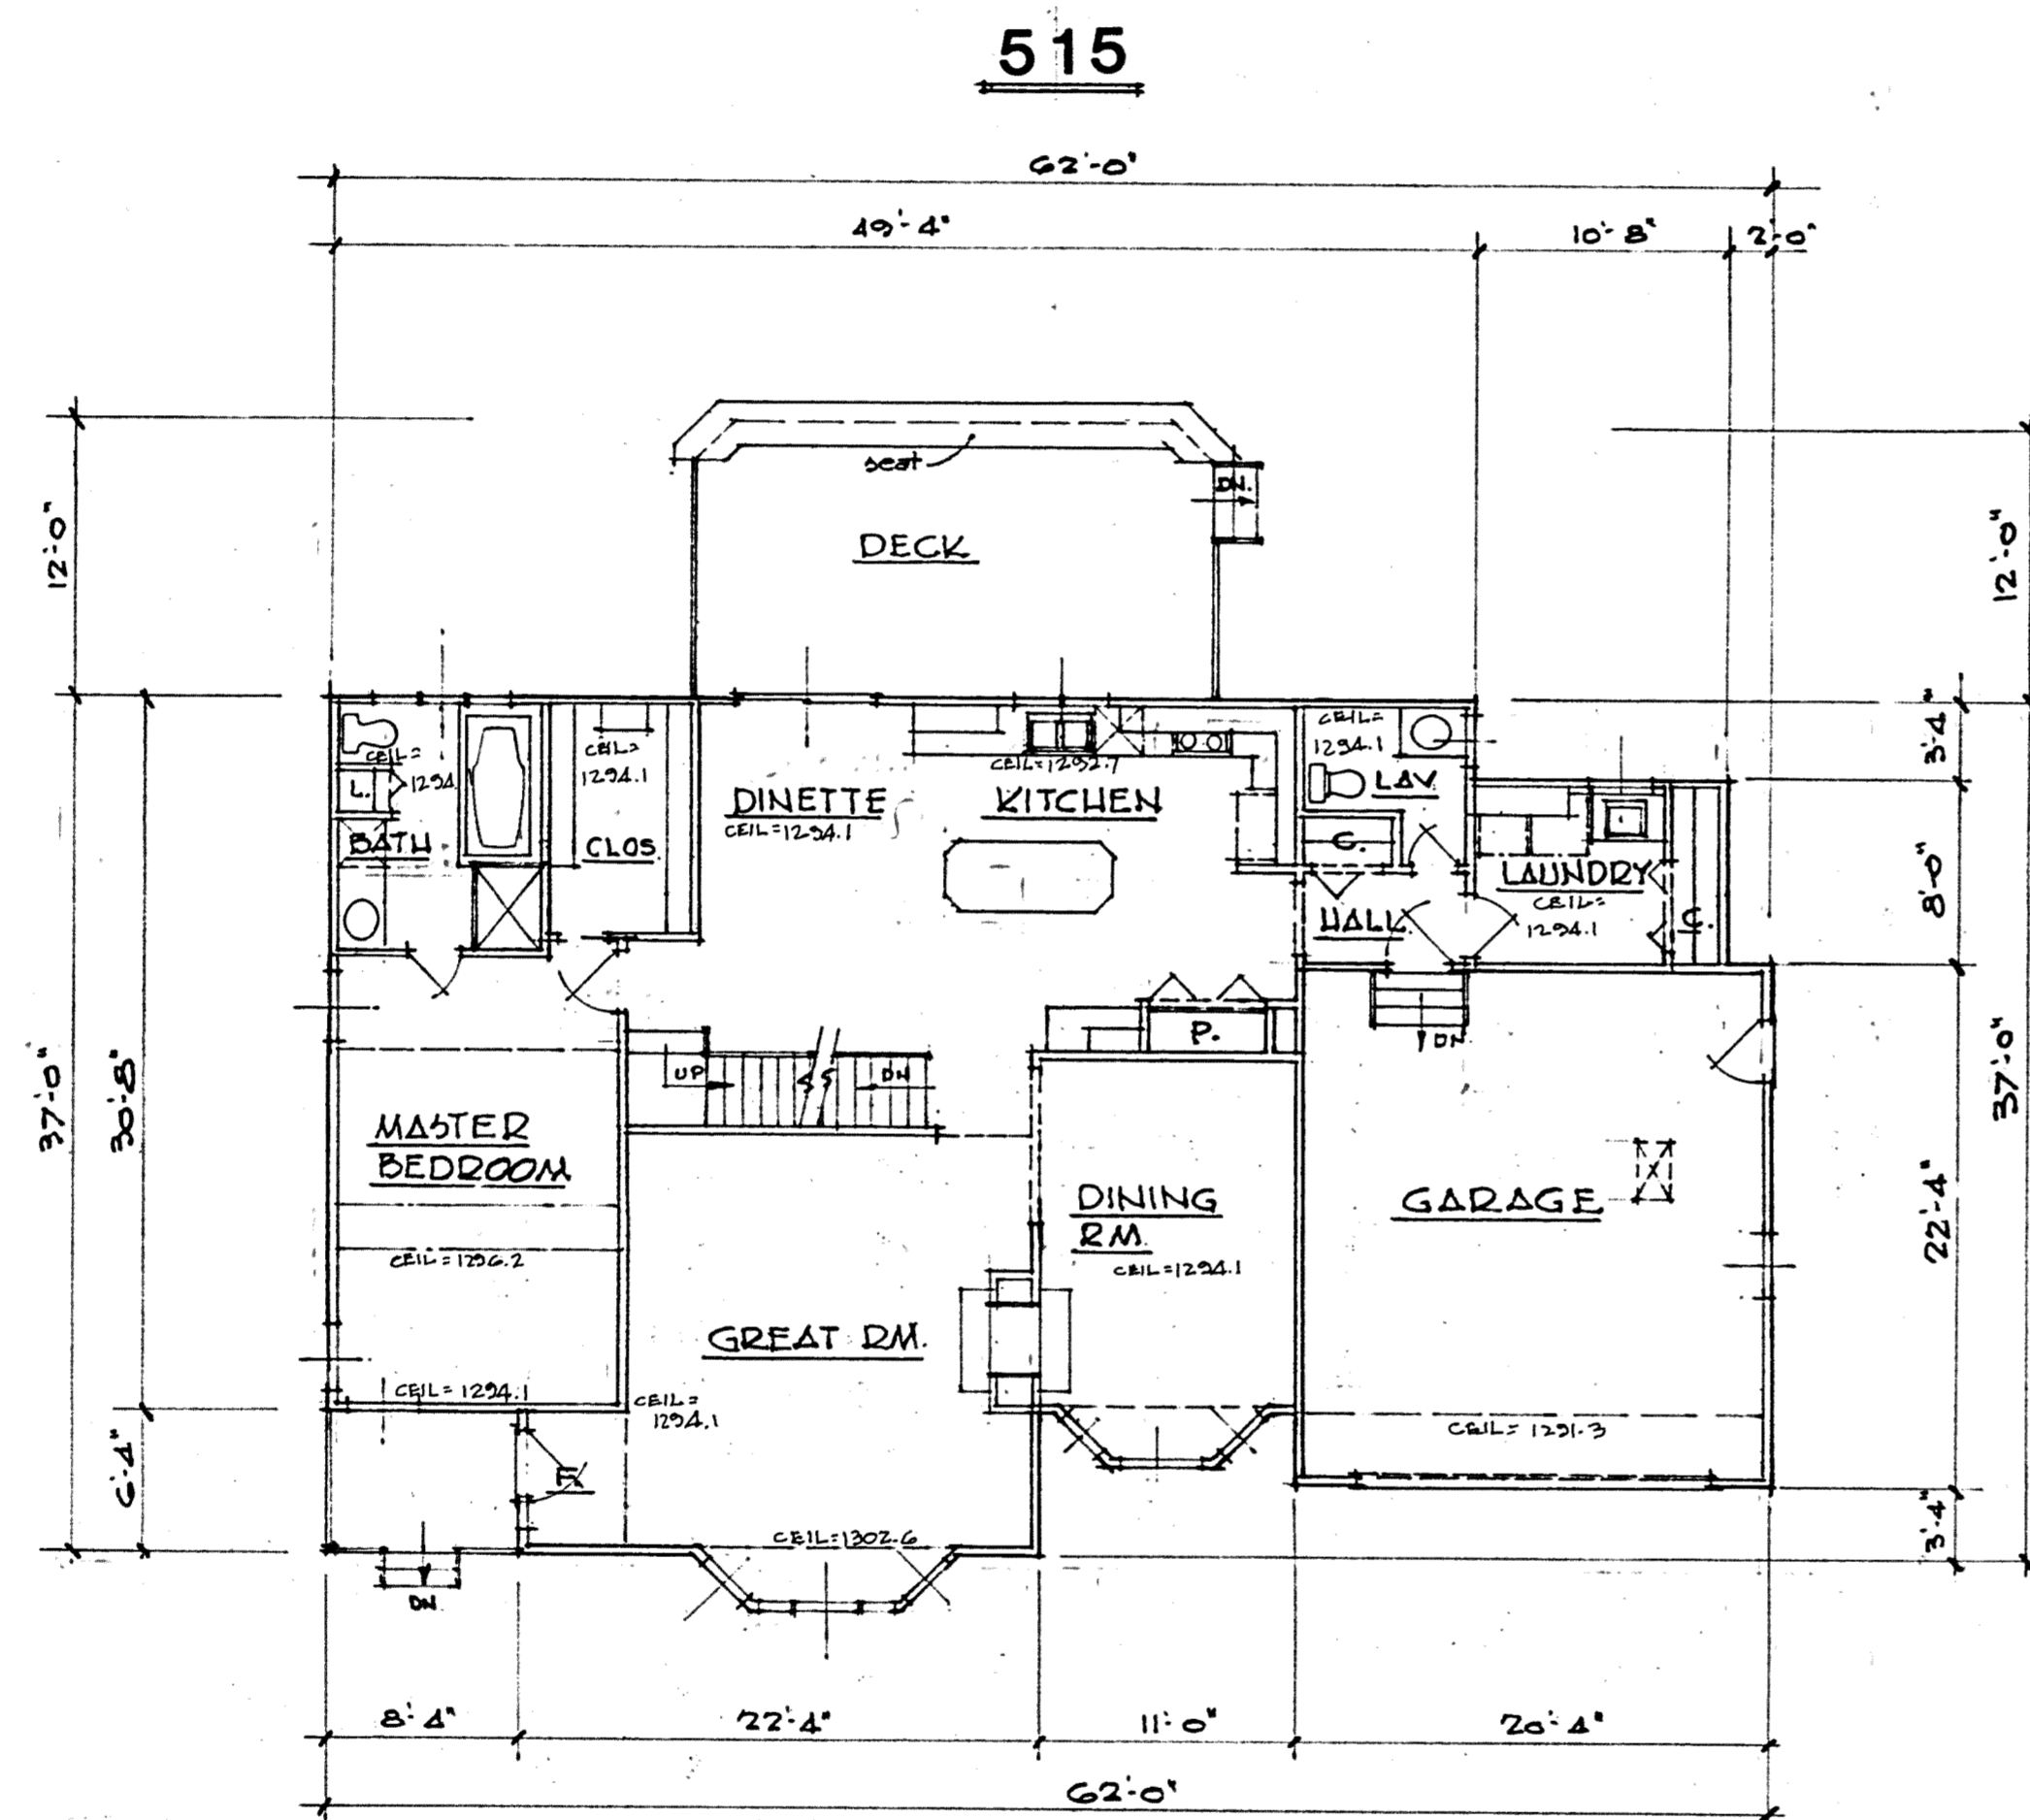 515
62'-0"
49'-4"
10'-8"
2'-0"
seat
DN.
DECK
12'-0"
12'-0"
CEIL=
1294
L.
BATH
CEIL=
1294.1
CLOS.
DINETTE
CEIL=1294.1
CEIL=1292.7
KITCHEN
CEIL=
1294.1
LAV.
C.
HALL
LAUNDRY
CEIL=
1294.1
C.
3'-4"
8'-0"
P.
DN.
UP
DN
MASTER
BEDROOM
CEIL=1296.2
CEIL=1294.1
37'-0"
30'-8"
6'-4"
GREAT RM.
CEIL=
1294.1
CEIL=1302.6
DINING
RM.
CEIL=1294.1
GARAGE
CEIL=1291.3
37'-0"
22'-4"
3'-4"
F.
DN.
8'-4"
22'-4"
11'-0"
20'-4"
62'-0"